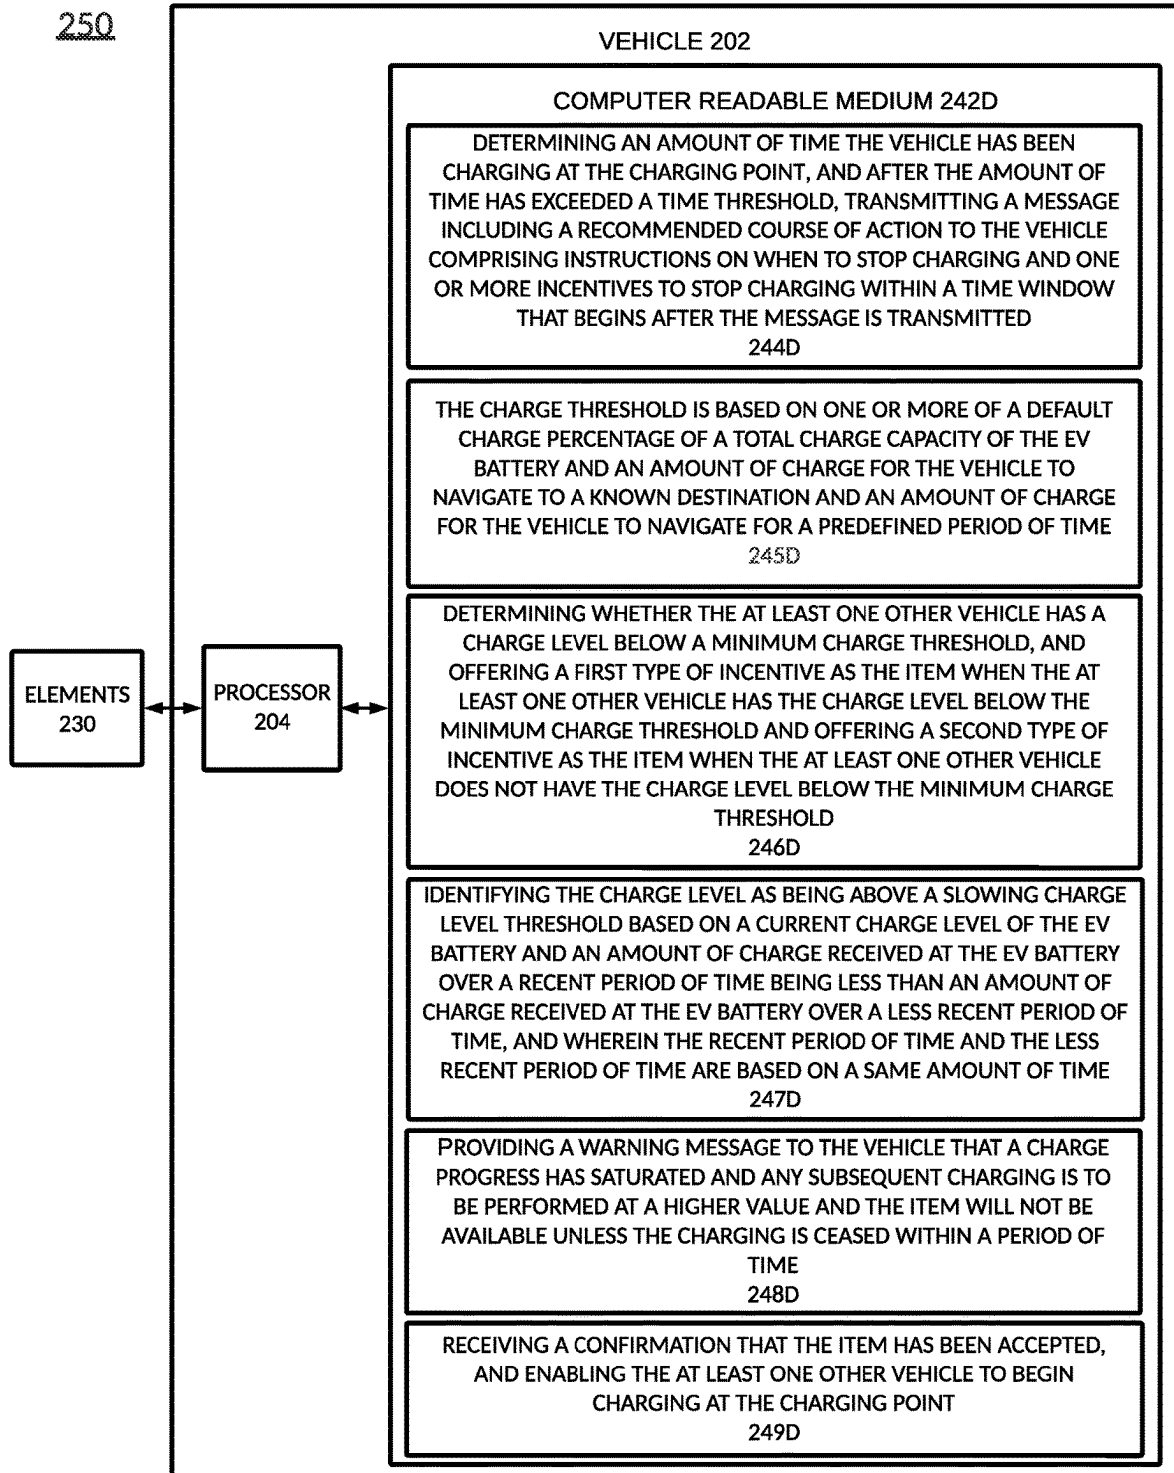 250
VEHICLE 202
COMPUTER READABLE MEDIUM 242D
DETERMINING AN AMOUNT OF TIME THE VEHICLE HAS BEEN
CHARGING AT THE CHARGING POINT, AND AFTER THE AMOUNT OF
TIME HAS EXCEEDED A TIME THRESHOLD, TRANSMITTING A MESSAGE
INCLUDING A RECOMMENDED COURSE OF ACTION TO THE VEHICLE
COMPRISING INSTRUCTIONS ON WHEN TO STOP CHARGING AND ONE
OR MORE INCENTIVES TO STOP CHARGING WITHIN A TIME WINDOW
THAT BEGINS AFTER THE MESSAGE IS TRANSMITTED
244D
THE CHARGE THRESHOLD IS BASED ON ONE OR MORE OF A DEFAULT
CHARGE PERCENTAGE OF A TOTAL CHARGE CAPACITY OF THE EV
BATTERY AND AN AMOUNT OF CHARGE FOR THE VEHICLE TO
NAVIGATE TO A KNOWN DESTINATION AND AN AMOUNT OF CHARGE
FOR THE VEHICLE TO NAVIGATE FOR A PREDEFINED PERIOD OF TIME
245D
DETERMINING WHETHER THE AT LEAST ONE OTHER VEHICLE HAS A
CHARGE LEVEL BELOW A MINIMUM CHARGE THRESHOLD, AND
OFFERING A FIRST TYPE OF INCENTIVE AS THE ITEM WHEN THE AT
LEAST ONE OTHER VEHICLE HAS THE CHARGE LEVEL BELOW THE
MINIMUM CHARGE THRESHOLD AND OFFERING A SECOND TYPE OF
INCENTIVE AS THE ITEM WHEN THE AT LEAST ONE OTHER VEHICLE
DOES NOT HAVE THE CHARGE LEVEL BELOW THE MINIMUM CHARGE
THRESHOLD
246D
ELEMENTS
230
PROCESSOR
204
IDENTIFYING THE CHARGE LEVEL AS BEING ABOVE A SLOWING CHARGE
LEVEL THRESHOLD BASED ON A CURRENT CHARGE LEVEL OF THE EV
BATTERY AND AN AMOUNT OF CHARGE RECEIVED AT THE EV BATTERY
OVER A RECENT PERIOD OF TIME BEING LESS THAN AN AMOUNT OF
CHARGE RECEIVED AT THE EV BATTERY OVER A LESS RECENT PERIOD OF
TIME, AND WHEREIN THE RECENT PERIOD OF TIME AND THE LESS
RECENT PERIOD OF TIME ARE BASED ON A SAME AMOUNT OF TIME
247D
PROVIDING A WARNING MESSAGE TO THE VEHICLE THAT A CHARGE
PROGRESS HAS SATURATED AND ANY SUBSEQUENT CHARGING IS TO
BE PERFORMED AT A HIGHER VALUE AND THE ITEM WILL NOT BE
AVAILABLE UNLESS THE CHARGING IS CEASED WITHIN A PERIOD OF
TIME
248D
RECEIVING A CONFIRMATION THAT THE ITEM HAS BEEN ACCEPTED,
AND ENABLING THE AT LEAST ONE OTHER VEHICLE TO BEGIN
CHARGING AT THE CHARGING POINT
249D